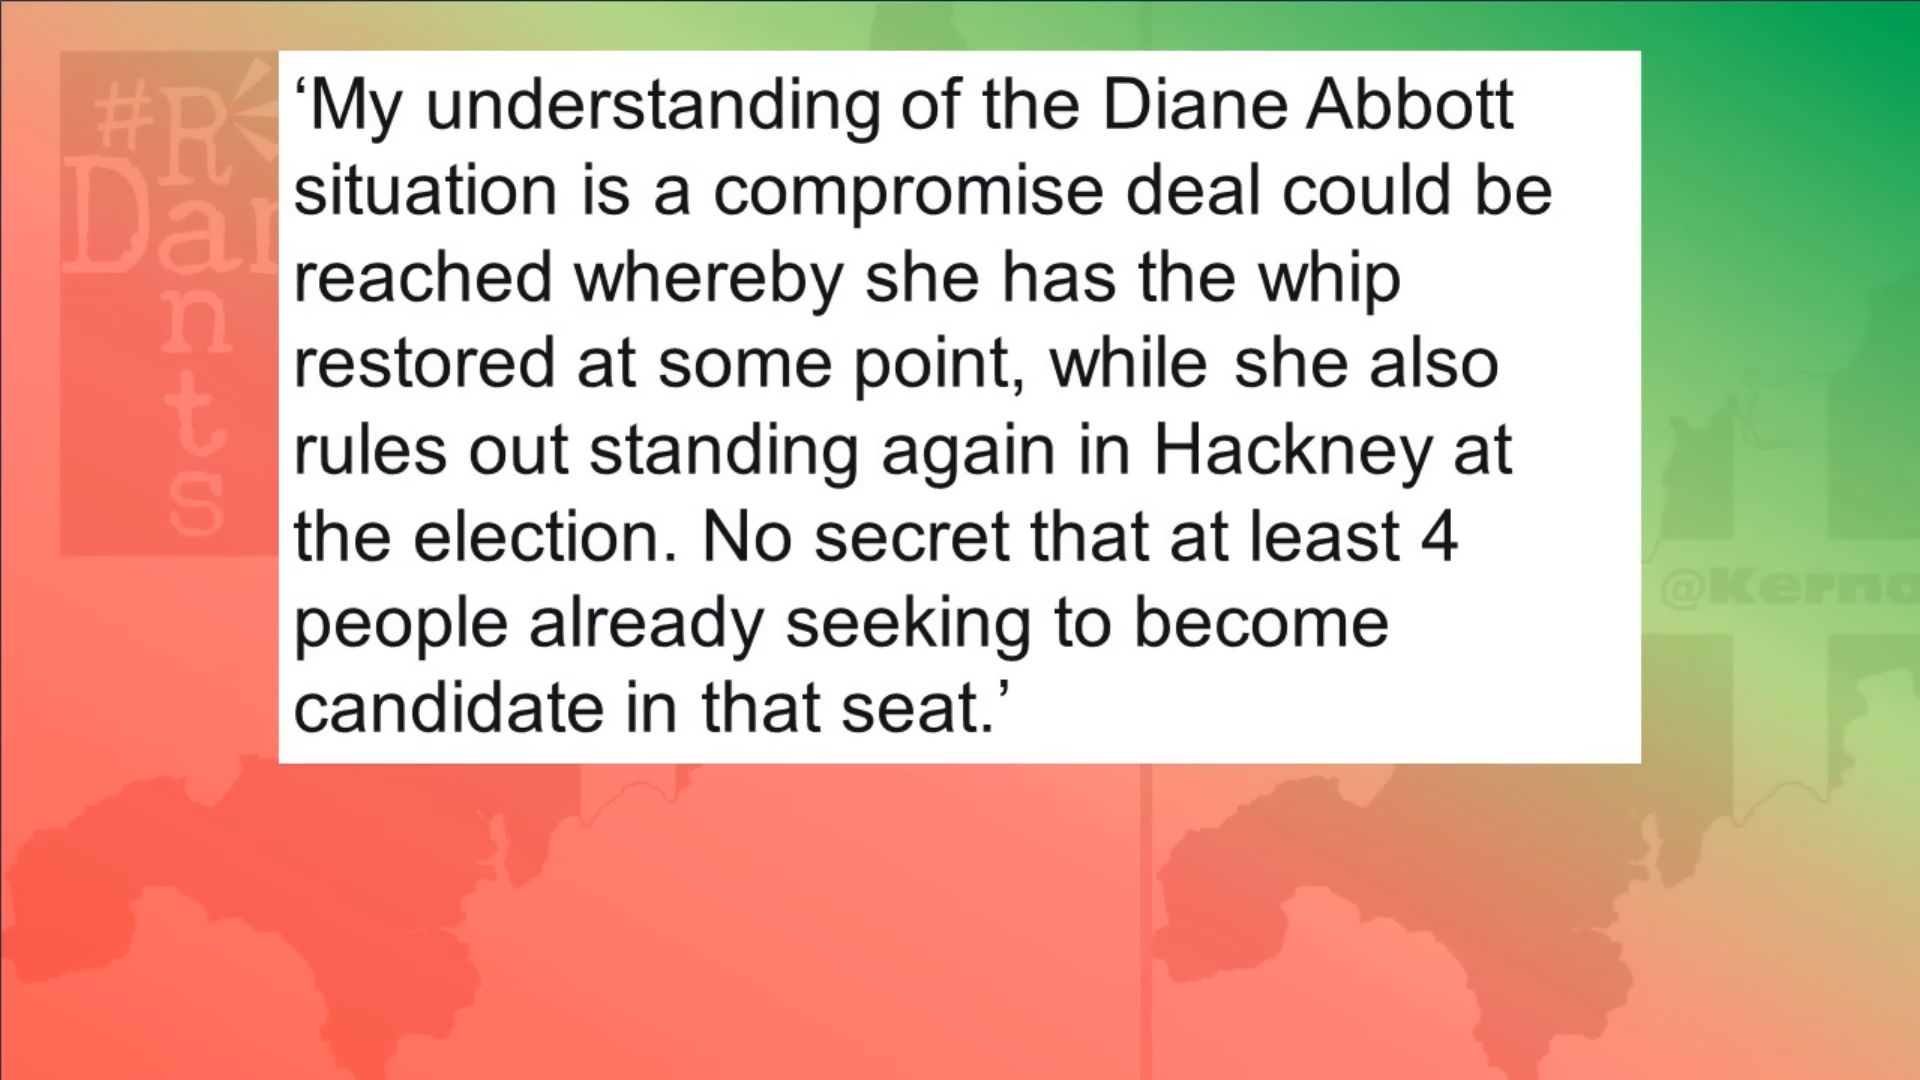 #R
Dan
n
t
s
‘My understanding of the Diane Abbott
situation is a compromise deal could be
reached whereby she has the whip
restored at some point, while she also
rules out standing again in Hackney at
the election. No secret that at least 4
people already seeking to become
candidate in that seat.’
@Kerno